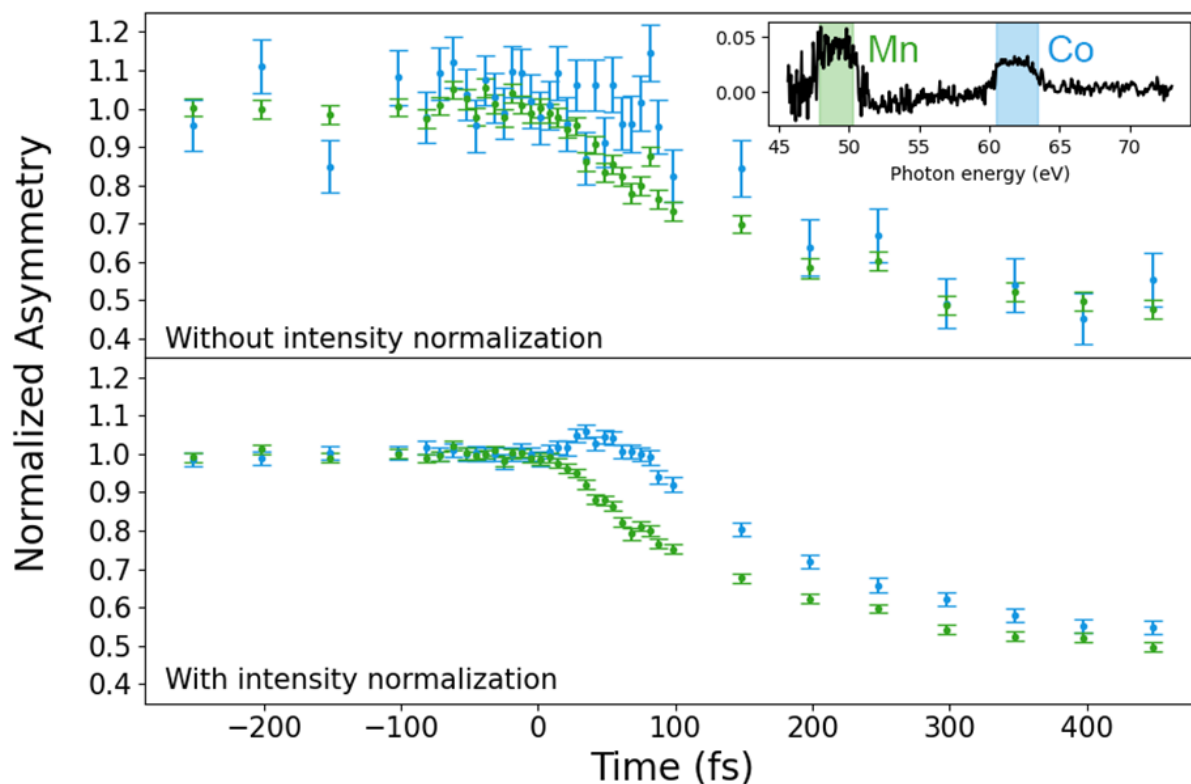 Normalized Asymmetry
1.2
1.1
1.0
0.9
0.8
0.7
0.6
0.5
0.4
Without intensity normalization
0.05
0.00
Mn
Co
45 50 55 60 65 70
Photon energy (eV)
1.2
1.1
1.0
0.9
0.8
0.7
0.6
0.5
0.4
With intensity normalization
−200 −100 0 100 200 300 400
Time (fs)